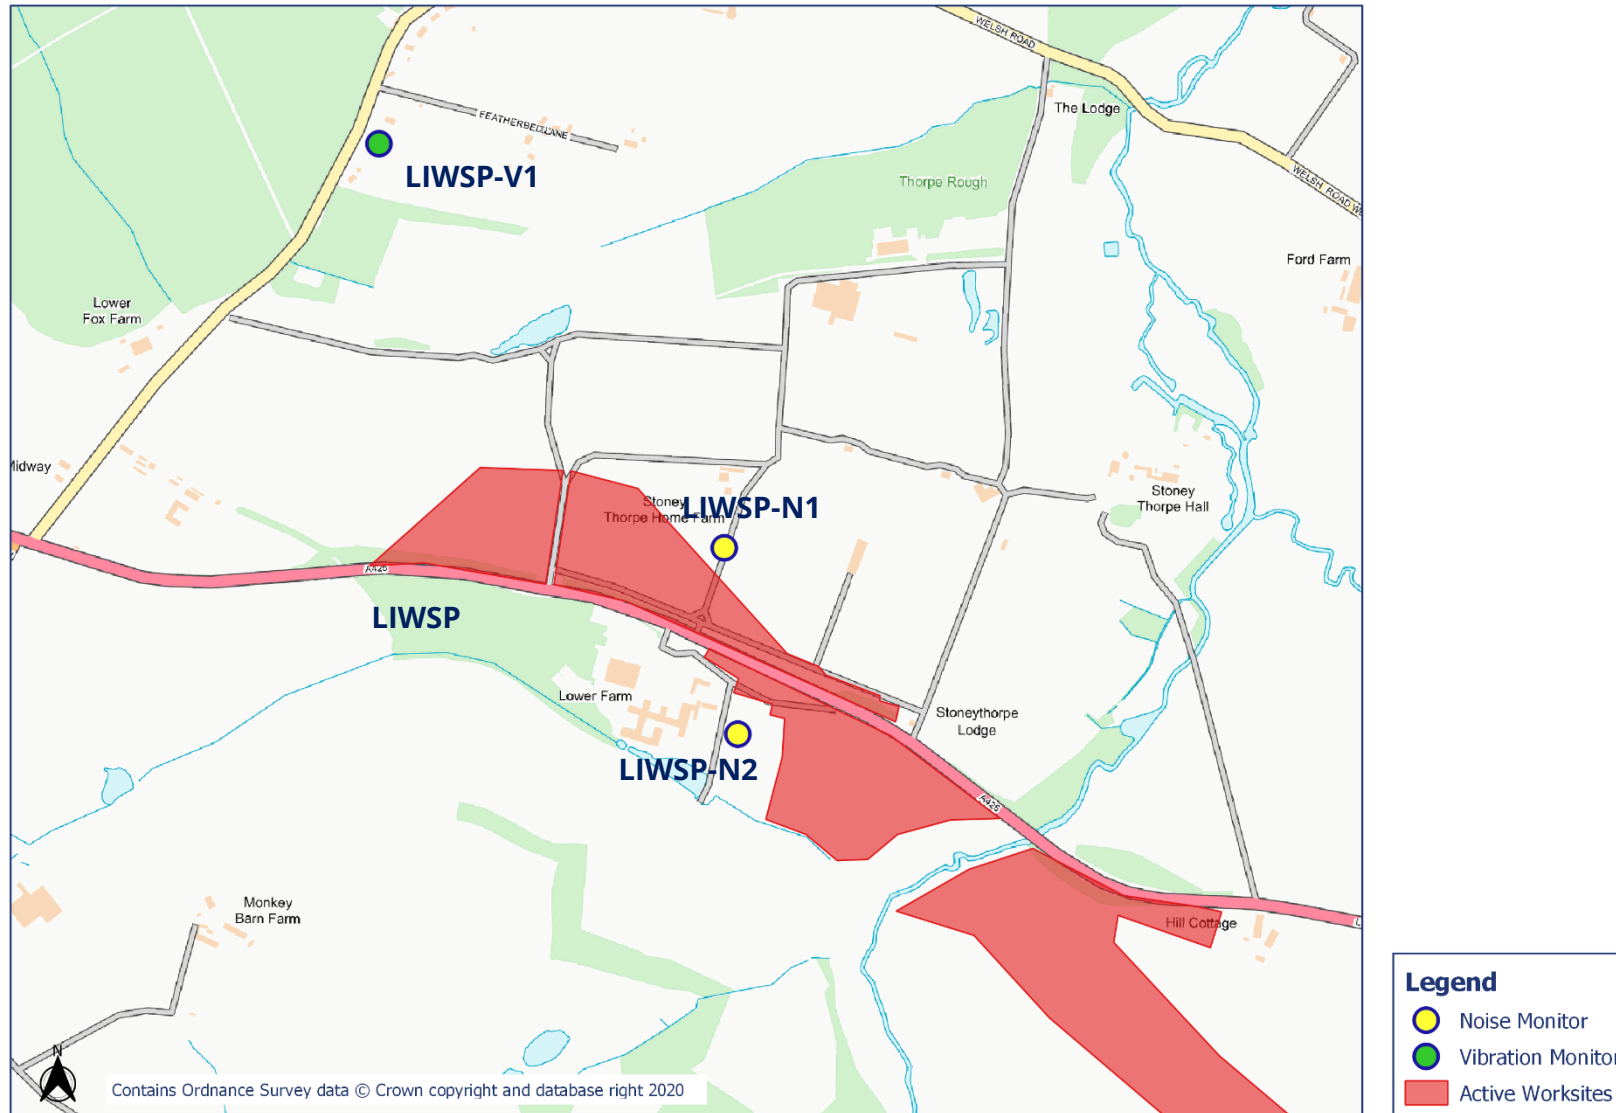 WELSH ROAD
The Lodge
FEATHERBED LANE
LIWSP-V1
Thorpe Rough
WELSH ROAD WE
Ford Farm
Lower
Fox Farm
Midway
Stoney
Thorpe Home Farm
LIWSP-N1
Stoney
Thorpe Hall
A425
LIWSP
Lower Farm
Stoneythorpe
Lodge
LIWSP-N2
A425
Monkey
Barn Farm
Hill Cottage
L
N
Contains Ordnance Survey data © Crown copyright and database right 2020
Legend
Noise Monitor
Vibration Monitor
Active Worksites